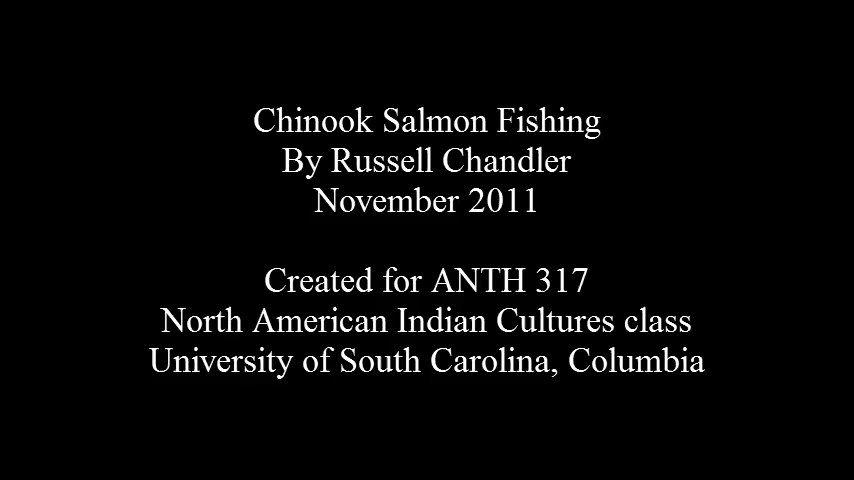 Chinook Salmon Fishing
By Russell Chandler
November 2011
Created for ANTH 317
North American Indian Cultures class
University of South Carolina, Columbia